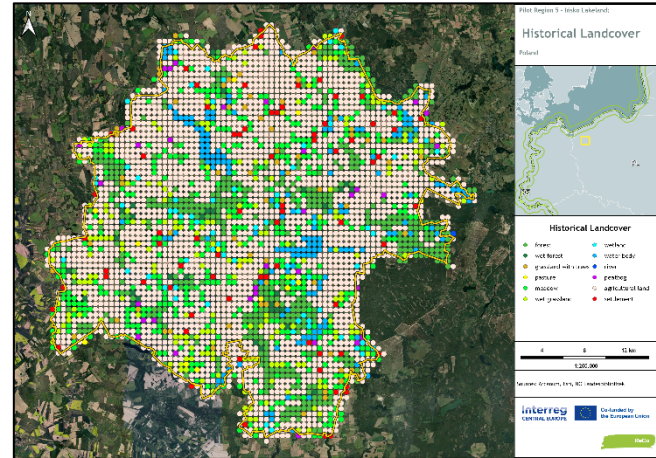 N
Pilot Region 5 - Insko Lakeland;
Historical Landcover
Poland
Historical Landcover
forest
wet forest
grassland with trees
pasture
meadow
wet grassland
wetland
water body
river
peatbog
agricultural land
settlement
4 8 12 km
1:200.000
Sources:
Interreg
CENTRAL EUROPE
Co-funded by
the European Union